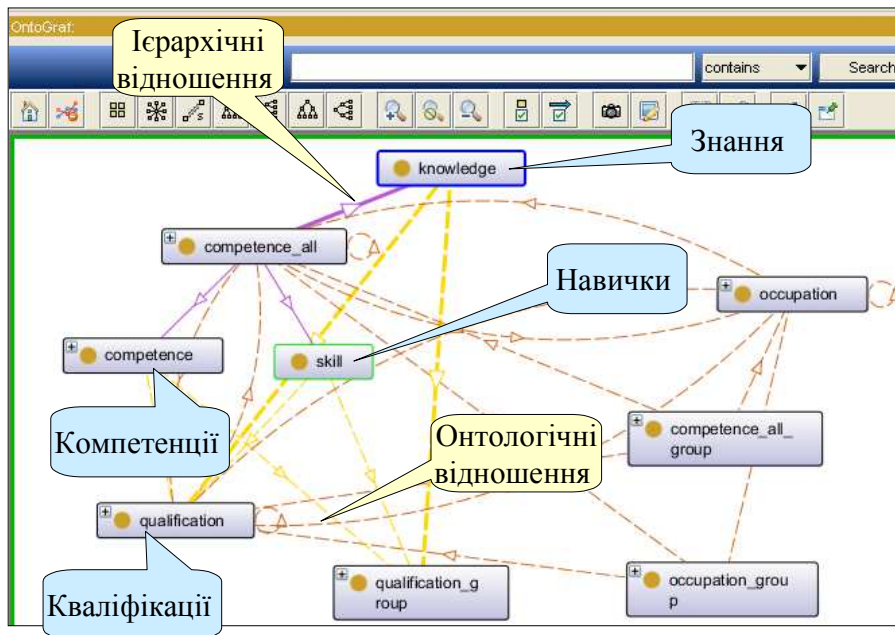 OntoGraf:
Ієрархічні
відношення
contains
Search
Знання
knowledge
competence_all
Навички
occupation
competence
skill
Компетенції
Онтологічні
відношення
competence_all_
group
qualification
Кваліфікації
qualification_g
roup
occupation_grou
p